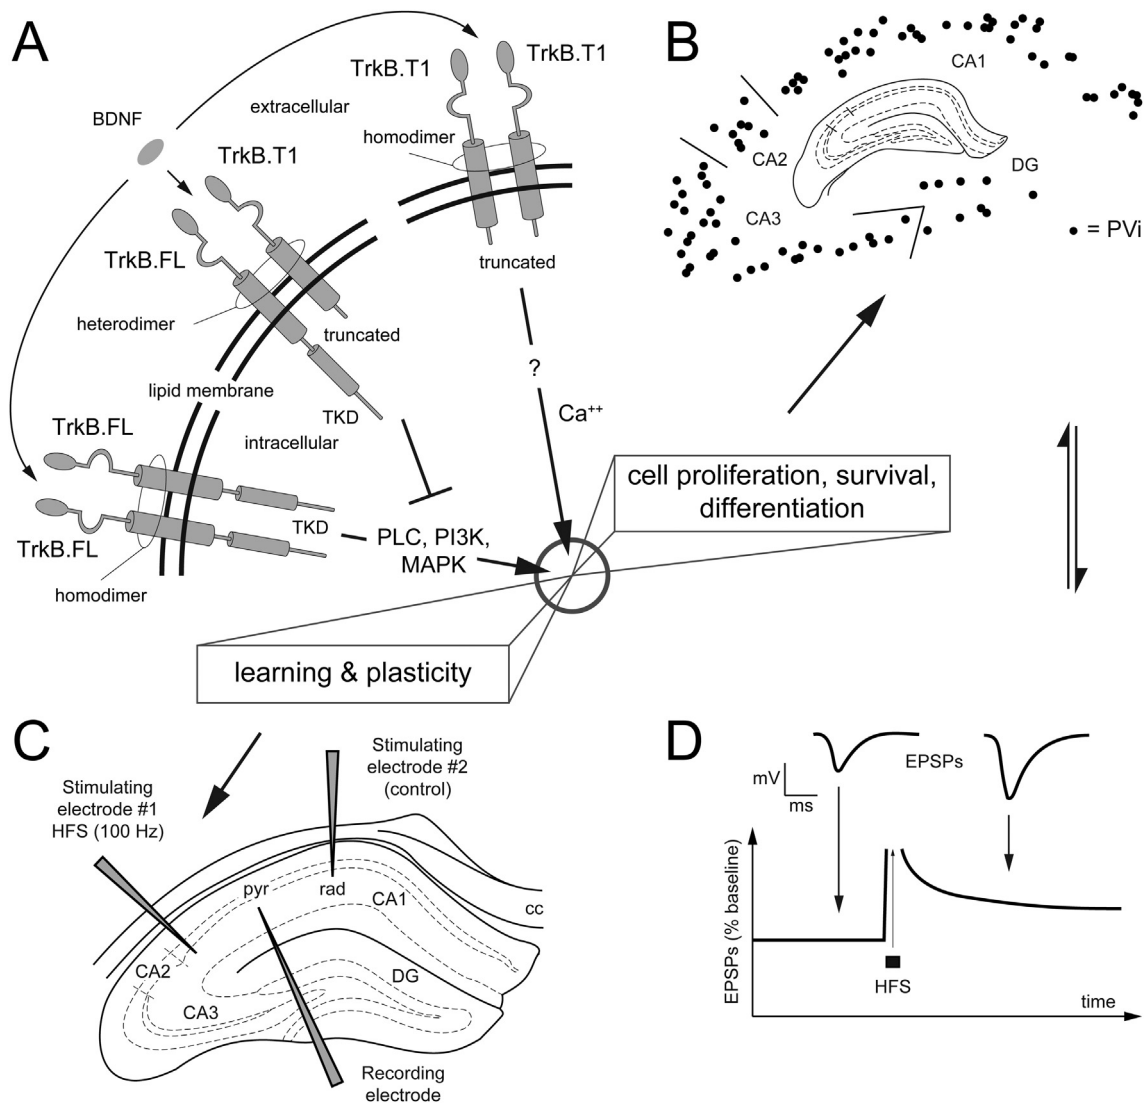 A
TrkB.T1
TrkB.T1
extracellular
BDNF
homodimer
TrkB.T1
TrkB.FL
truncated
heterodimer
truncated
lipid membrane
?
TKD
Ca⁺⁺
TrkB.FL
intracellular
TKD
TrkB.FL
PLC, PI3K,
MAPK
homodimer
cell proliferation, survival,
differentiation
learning & plasticity
B
CA1
CA2
DG
CA3
= PVi
C
Stimulating
electrode #2
(control)
Stimulating
electrode #1
HFS (100 Hz)
pyr
rad
CA1
cc
CA2
DG
CA3
Recording
electrode
D
EPSPs
mV
ms
EPSPs (% baseline)
HFS
time